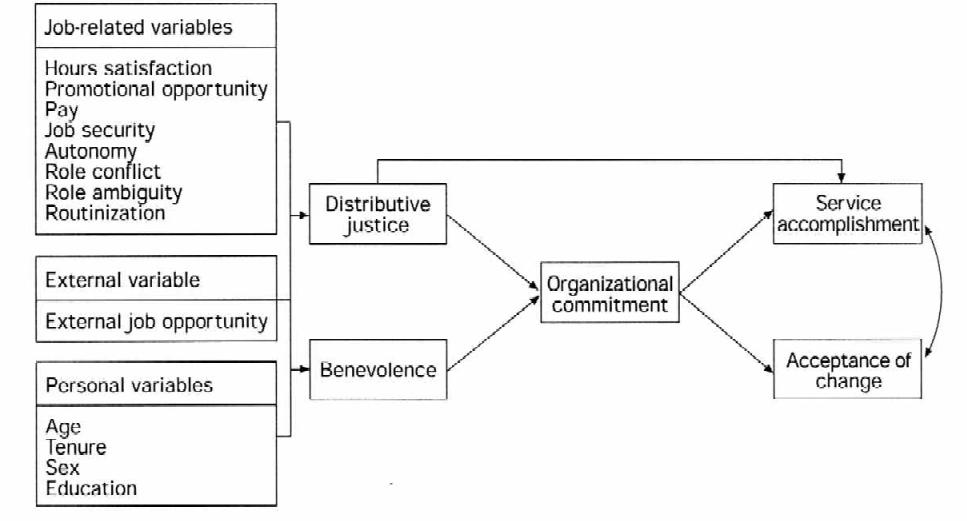 Job-related variables
Hours satisfaction
Promotional opportunity
Pay
Job security
Autonomy
Role conflict
Role ambiguity
Routinization
External variable
External job opportunity
Personal variables
Age
Tenure
Sex
Education
Distributive
justice
Benevolence
Organizational
commitment
Service
accomplishment
Acceptance of
change